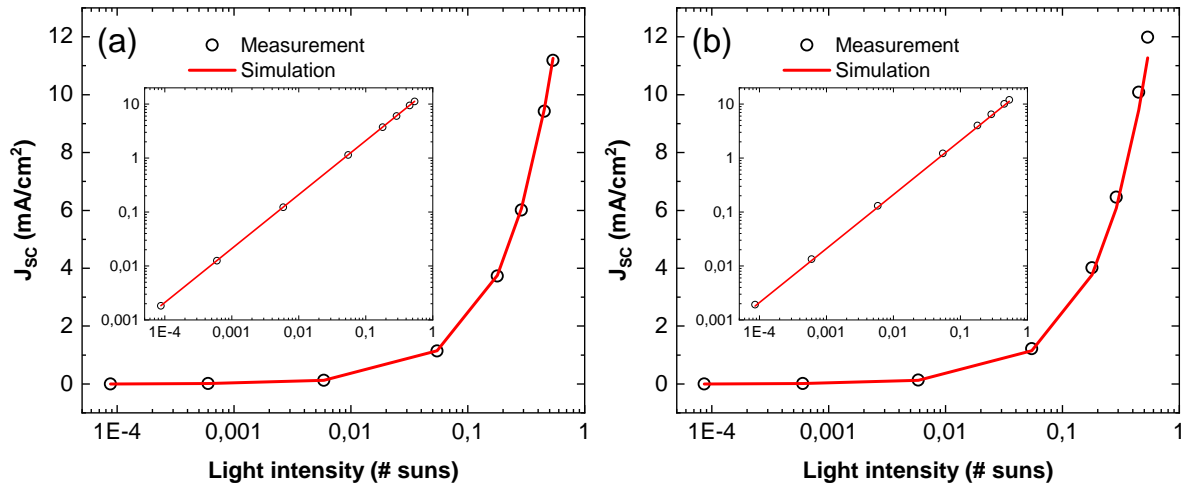 (a)
Measurement
Simulation
12
10
8
6
4
2
0
J_SC (mA/cm²)
10
1
0,1
0,01
0,001
1E-4 0,001 0,01 0,1 1
1E-4 0,001 0,01 0,1 1
Light intensity (# suns)
(b)
Measurement
Simulation
12
10
8
6
4
2
0
J_SC (mA/cm²)
10
1
0,1
0,01
0,001
1E-4 0,001 0,01 0,1 1
1E-4 0,001 0,01 0,1 1
Light intensity (# suns)